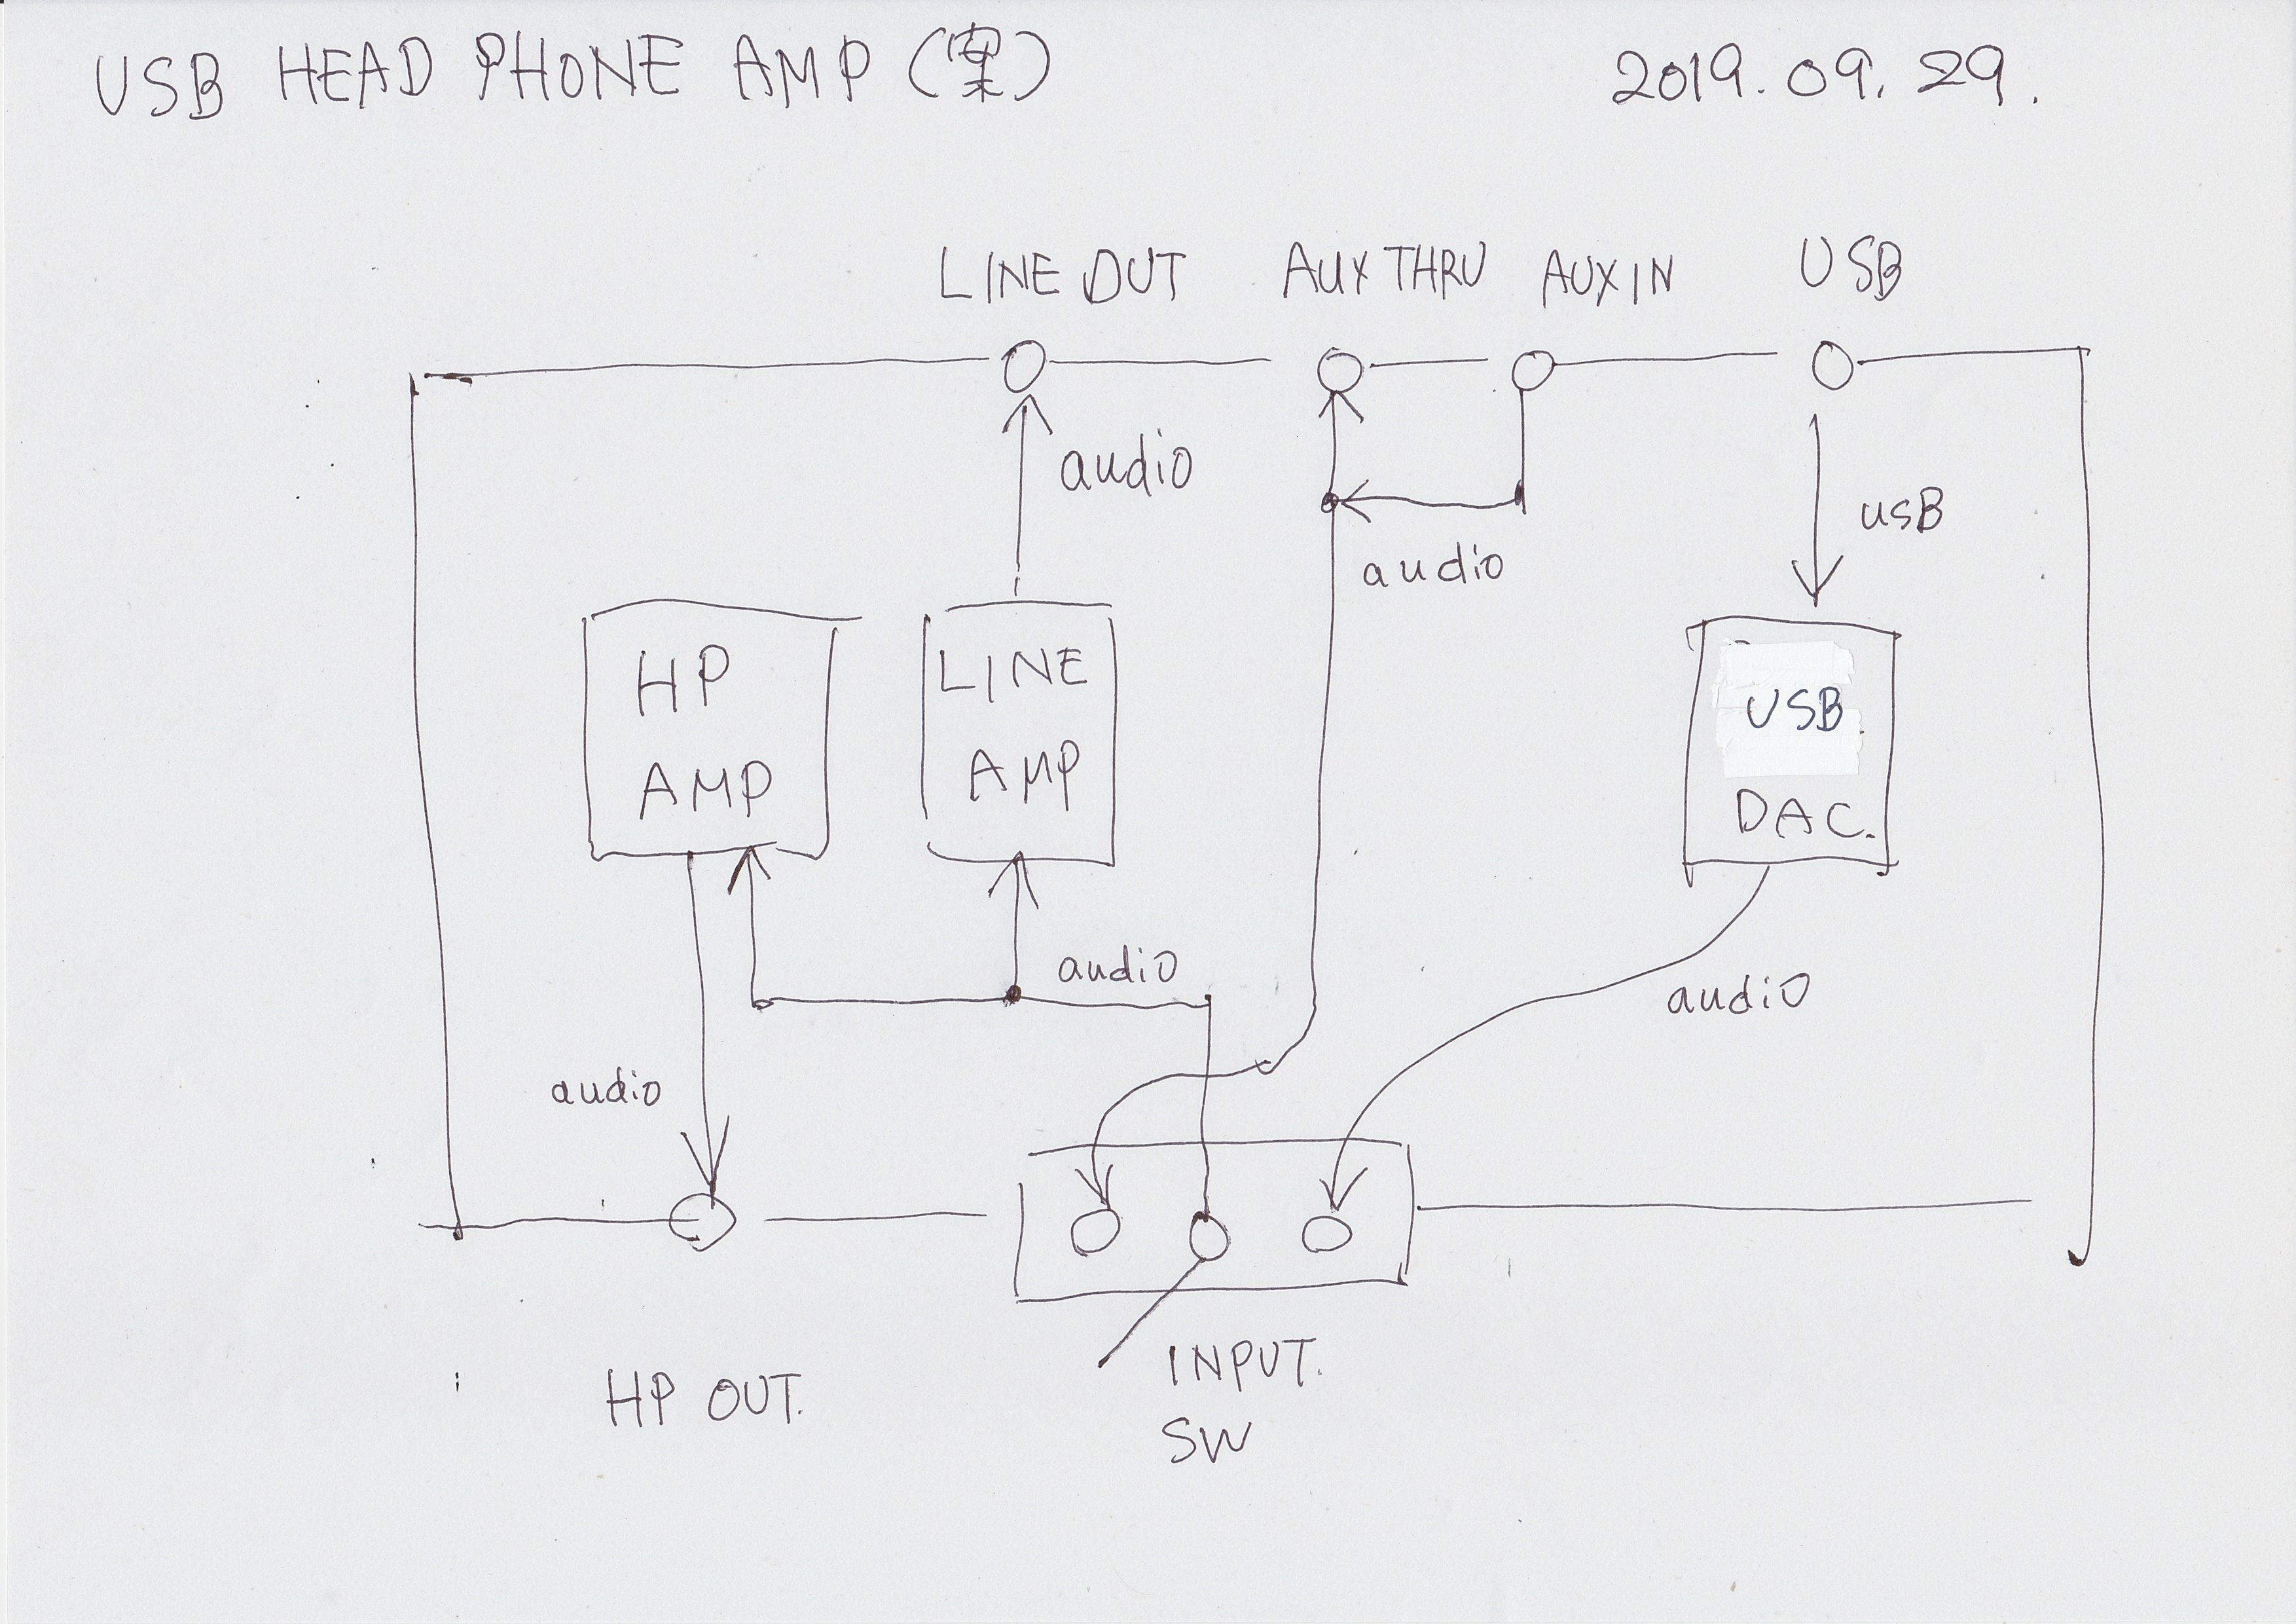 USB HEAD PHONE AMP (案)
2019. 09. 29.
LINE OUT AUX THRU AUX IN USB
audio
USB
audio
HP
AMP
LINE
AMP
USB
DAC.
audio
audio
audio
HP OUT.
INPUT.
SW